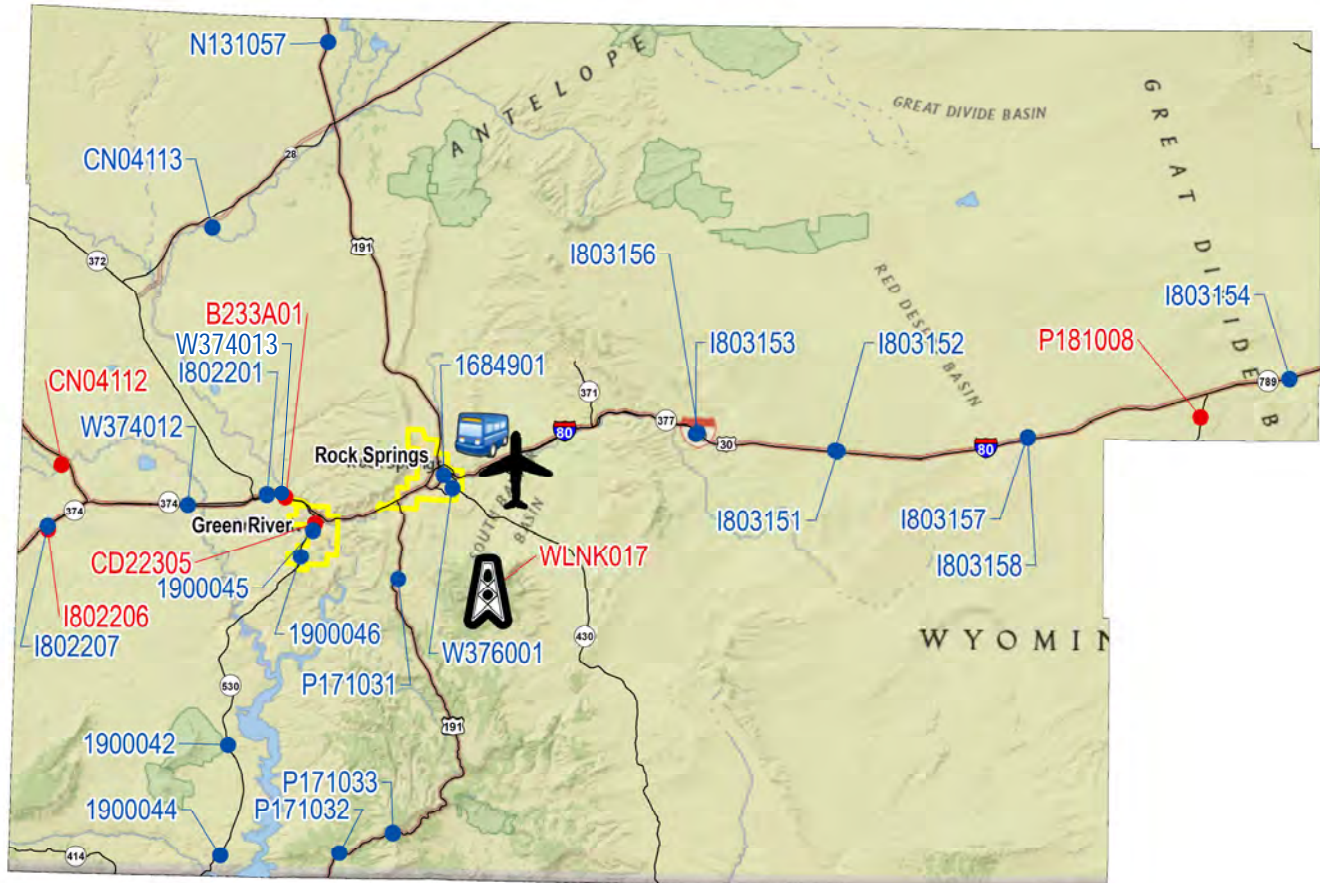 N131057
ANTELOPE
GREAT DIVIDE BASIN
GREAT DIVIDE B
28
CN04113
191
372
I803156
RED DESERT BASIN
I803154
B233A01
W374013
I802201
1684901
I803153
I803152
P181008
CN04112
371
789
W374012
377
80
30
80
Rock Springs
374
374
Green River
I803151
I803157
CD22305
WLNK017
I803158
1900045
I802206
1900046
I802207
W376001
430
WYOMIN
530
P171031
191
1900042
P171033
1900044
P171032
414